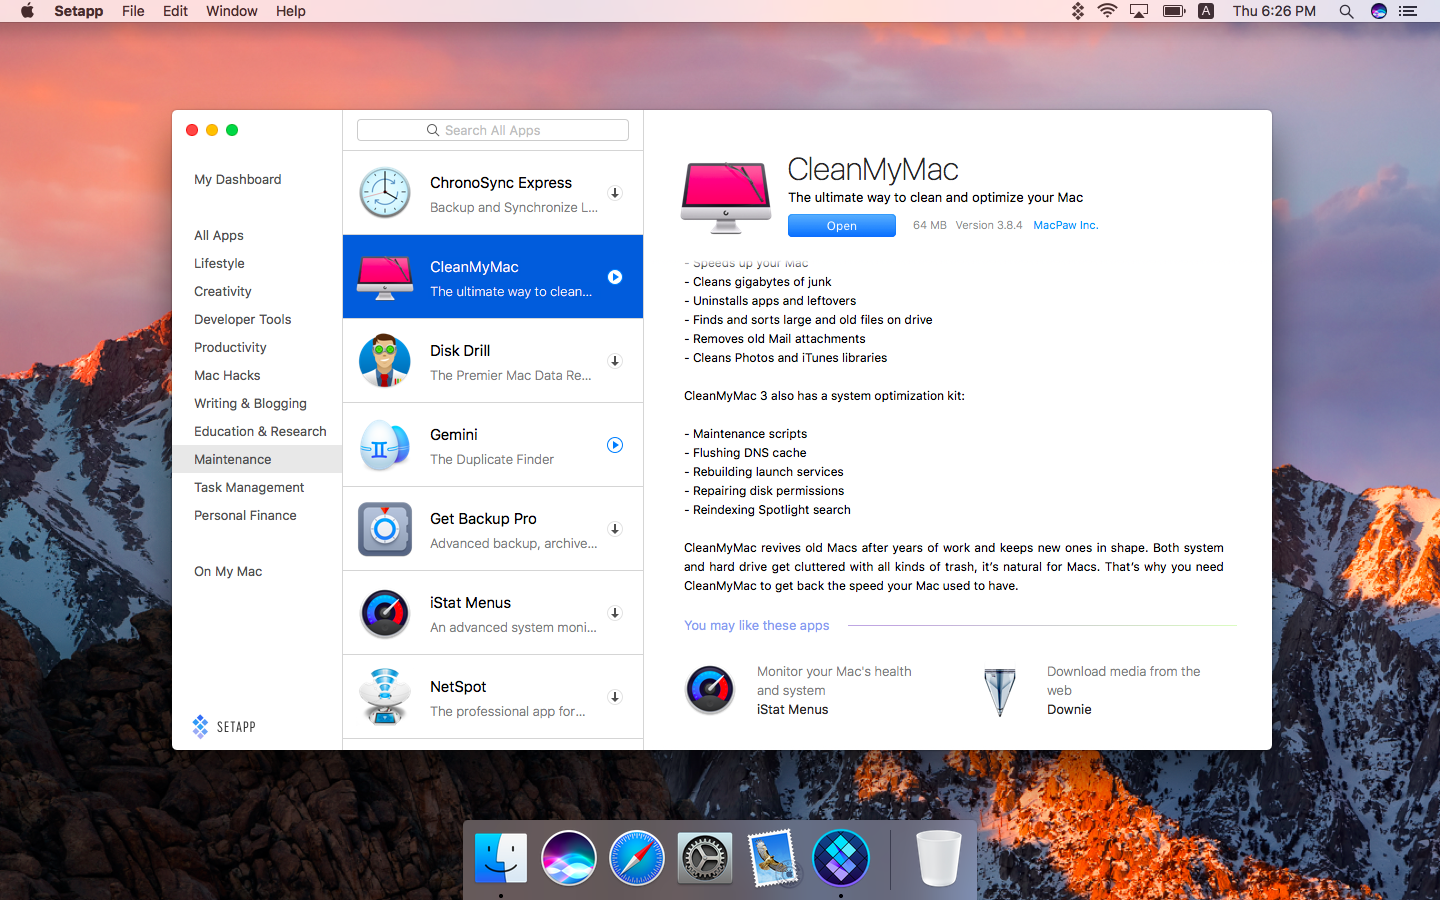 Setapp File Edit Window Help
A Thu 6:26 PM
My Dashboard
All Apps
Lifestyle
Creativity
Developer Tools
Productivity
Mac Hacks
Writing & Blogging
Education & Research
Maintenance
Task Management
Personal Finance
On My Mac
SETAPP
Search All Apps
ChronoSync Express
Backup and Synchronize L...
CleanMyMac
The ultimate way to clean...
Disk Drill
The Premier Mac Data Re...
Gemini
The Duplicate Finder
Get Backup Pro
Advanced backup, archive...
iStat Menus
An advanced system moni...
NetSpot
The professional app for...
CleanMyMac
The ultimate way to clean and optimize your Mac
Open 64 MB Version 3.8.4 MacPaw Inc.
- Speeds up your Mac
- Cleans gigabytes of junk
- Uninstalls apps and leftovers
- Finds and sorts large and old files on drive
- Removes old Mail attachments
- Cleans Photos and iTunes libraries
CleanMyMac 3 also has a system optimization kit:
- Maintenance scripts
- Flushing DNS cache
- Rebuilding launch services
- Repairing disk permissions
- Reindexing Spotlight search
CleanMyMac revives old Macs after years of work and keeps new ones in shape. Both system
and hard drive get cluttered with all kinds of trash, it's natural for Macs. That's why you need
CleanMyMac to get back the speed your Mac used to have.
You may like these apps
Monitor your Mac's health
and system
iStat Menus
Download media from the
web
Downie